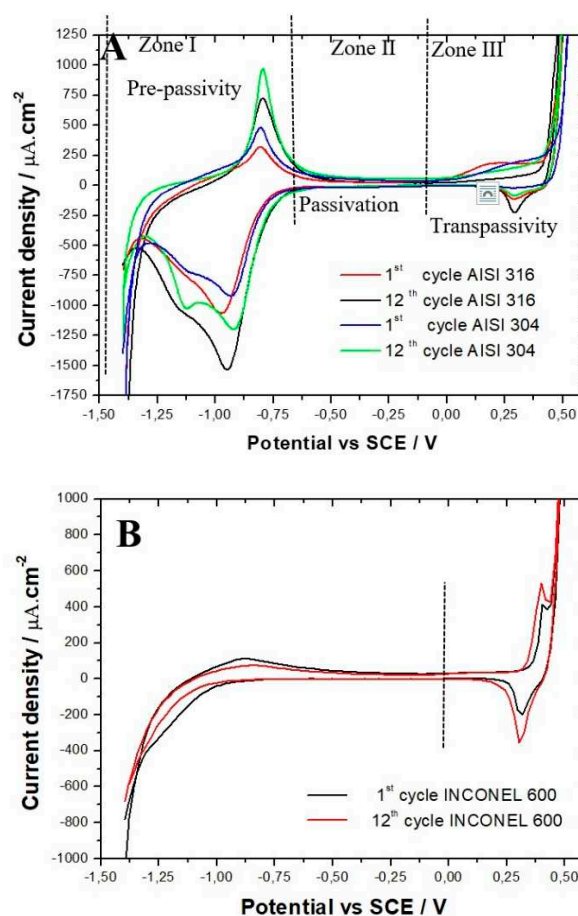 A
Zone I
Zone II
Zone III
Pre-passivity
Passivation
Transpassivity
1250
1000
750
500
250
0
-250
-500
-750
-1000
-1250
-1500
-1750
Current density / μA.cm-2
1st cycle AISI 316
12th cycle AISI 316
1st cycle AISI 304
12th cycle AISI 304
-1,50 -1,25 -1,00 -0,75 -0,50 -0,25 0,00 0,25 0,50
Potential vs SCE / V
B
1000
800
600
400
200
0
-200
-400
-600
-800
-1000
Current density / μA.cm-2
1st cycle INCONEL 600
12th cycle INCONEL 600
-1,50 -1,25 -1,00 -0,75 -0,50 -0,25 0,00 0,25 0,50
Potential vs SCE / V